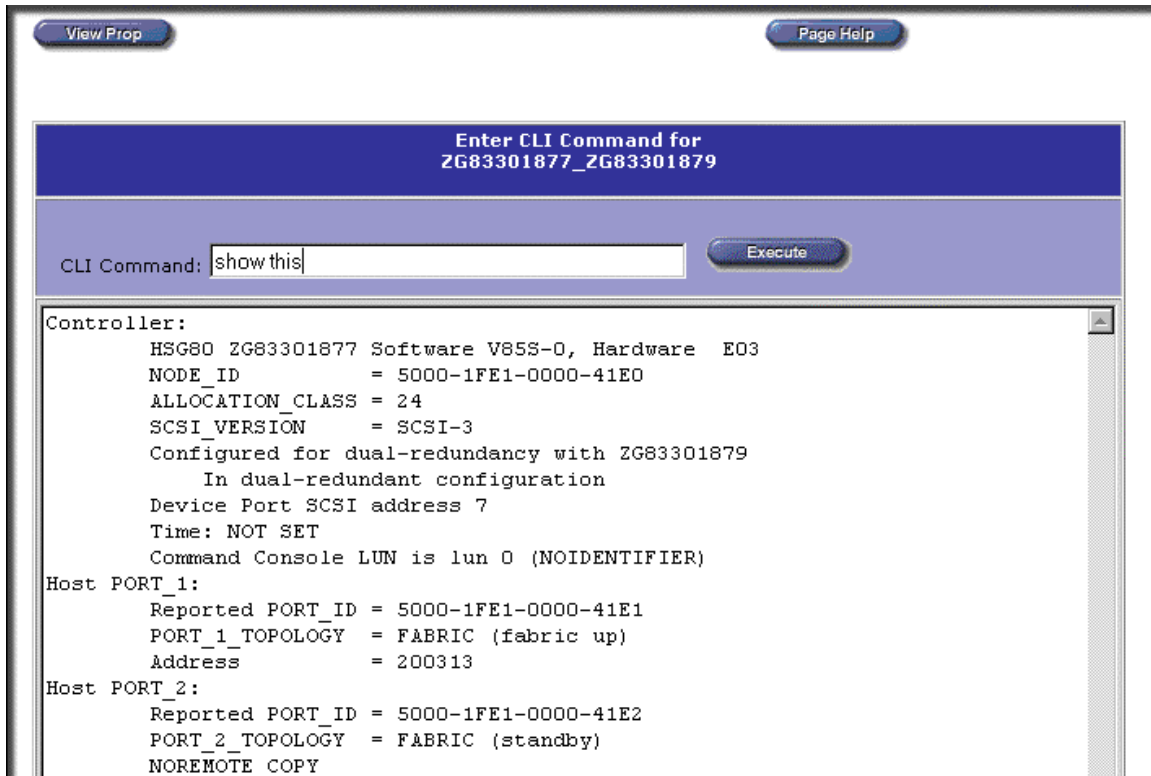 View Prop
Page Help
Enter CLI Command for
ZG83301877_ZG83301879
CLI Command: show this Execute
Controller:
HSG80 ZG83301877 Software V85S-0, Hardware E03
NODE_ID = 5000-1FE1-0000-41E0
ALLOCATION_CLASS = 24
SCSI_VERSION = SCSI-3
Configured for dual-redundancy with ZG83301879
In dual-redundant configuration
Device Port SCSI address 7
Time: NOT SET
Command Console LUN is lun 0 (NOIDENTIFIER)
Host PORT_1:
Reported PORT_ID = 5000-1FE1-0000-41E1
PORT_1_TOPOLOGY = FABRIC (fabric up)
Address = 200313
Host PORT_2:
Reported PORT_ID = 5000-1FE1-0000-41E2
PORT_2_TOPOLOGY = FABRIC (standby)
NOREMOTE COPY